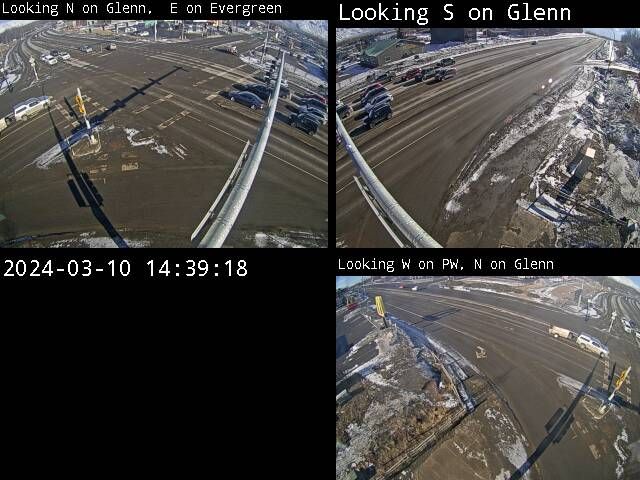 Looking N on Glenn,  E on Evergreen
Looking S on Glenn
2024-03-10 14:39:18
Looking W on PW, N on Glenn